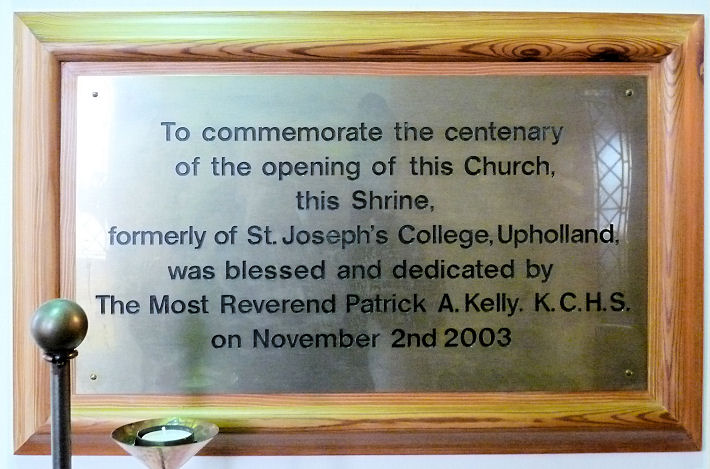 To commemorate the centenary
of the opening of this Church,
this Shrine,
formerly of St. Joseph's College, Upholland,
was blessed and dedicated by
The Most Reverend Patrick A. Kelly. K.C.H.S.
on November 2nd 2003